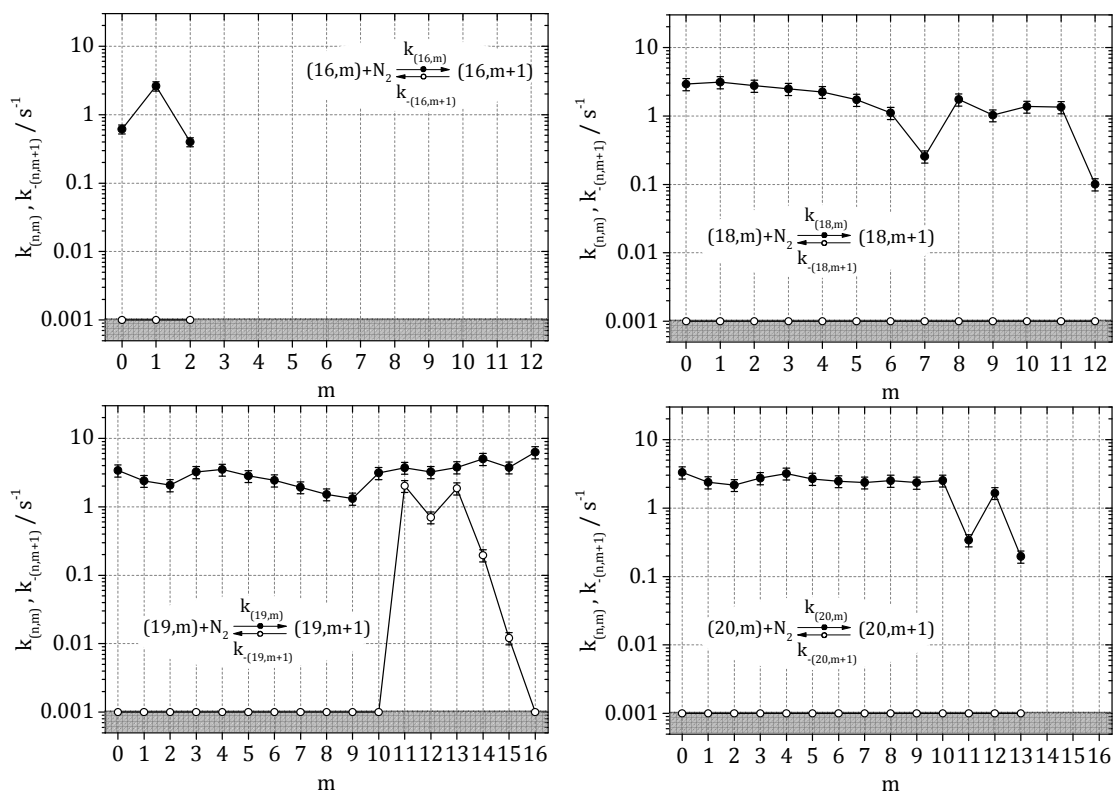 10
1
0.1
0.01
0.001
k(n,m) , k-(n,m+1) / s-1
k(16,m)
(16,m)+N2 (16,m+1)
k-(16,m+1)
0 1 2 3 4 5 6 7 8 9 10 11 12
m
10
1
0.1
0.01
0.001
k(n,m) , k-(n,m+1) / s-1
k(18,m)
(18,m)+N2 (18,m+1)
k-(18,m+1)
0 1 2 3 4 5 6 7 8 9 10 11 12
m
10
1
0.1
0.01
0.001
k(n,m) , k-(n,m+1) / s-1
k(19,m)
(19,m)+N2 (19,m+1)
k-(19,m+1)
0 1 2 3 4 5 6 7 8 9 10 11 12 13 14 15 16
m
10
1
0.1
0.01
0.001
k(n,m) , k-(n,m+1) / s-1
k(20,m)
(20,m)+N2 (20,m+1)
k-(20,m+1)
0 1 2 3 4 5 6 7 8 9 10 11 12 13 14 15 16
m